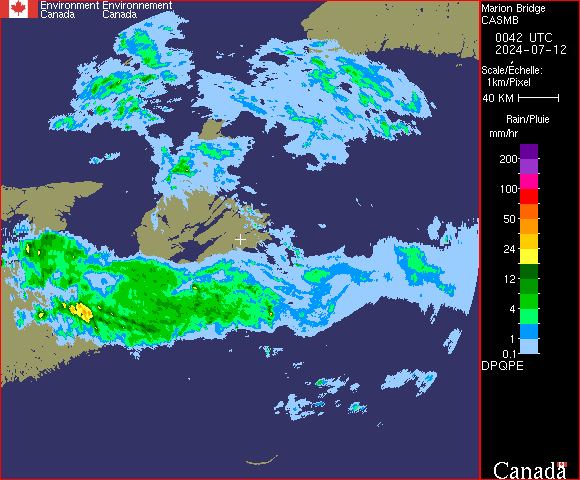 Environment Environnement
Canada Canada
Marion Bridge
CASMB
0042 UTC
2024-07-12
Scale/Échelle:
1km/Pixel
40 KM
Rain/Pluie
mm/hr
200
100
50
24
12
4
1
0.1
DPQPE
Canada